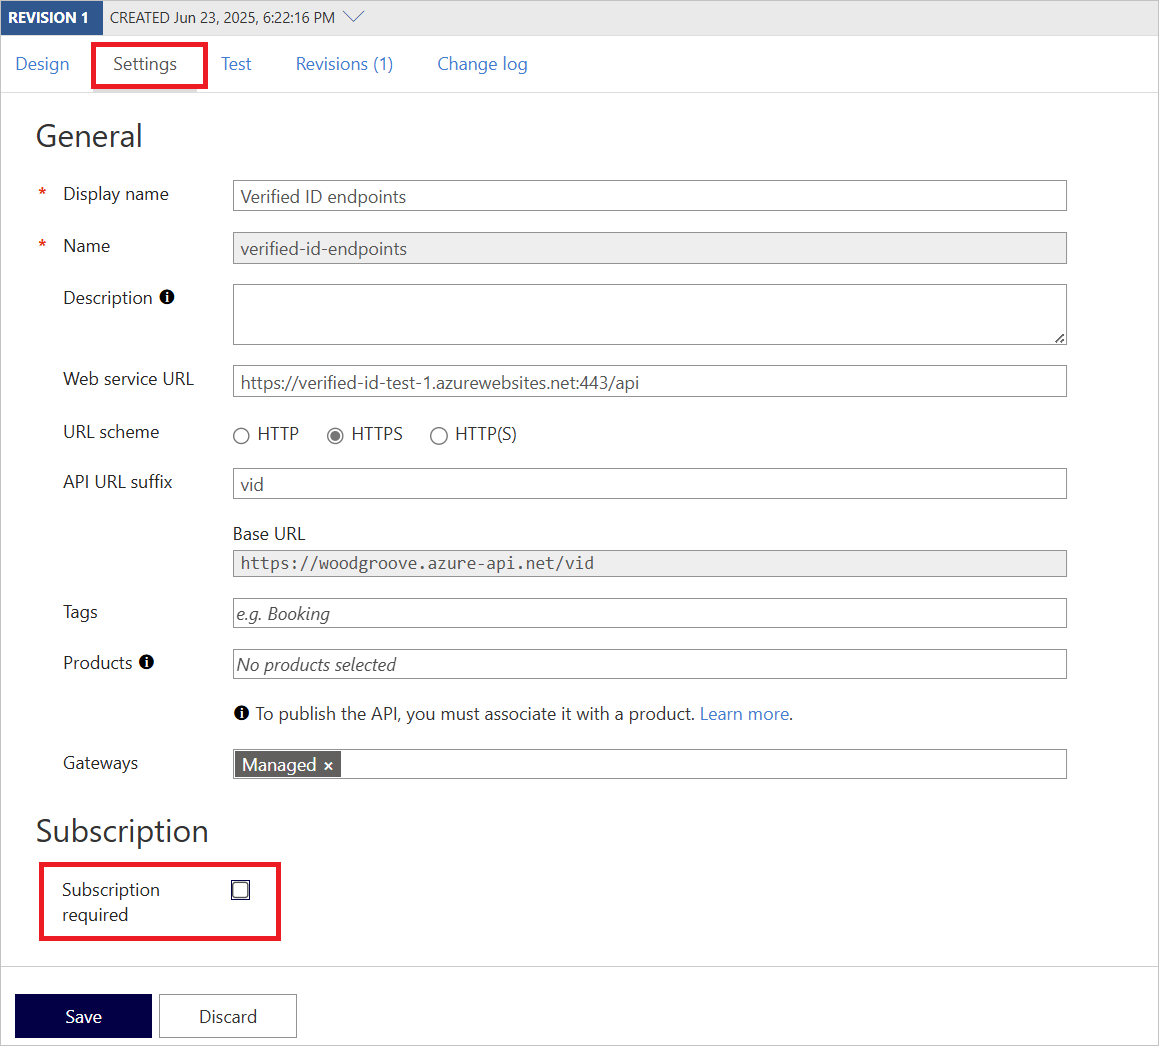 REVISION 1 CREATED Jun 23, 2025, 6:22:16 PM
Design Settings Test Revisions (1) Change log
General
* Display name Verified ID endpoints
* Name verified-id-endpoints
Description
Web service URL https://verified-id-test-1.azurewebsites.net:443/api
URL scheme HTTP HTTPS HTTP(S)
API URL suffix vid
Base URL
https://woodgroove.azure-api.net/vid
Tags e.g. Booking
Products No products selected
To publish the API, you must associate it with a product. Learn more.
Gateways Managed ×
Subscription
Subscription
required
Save Discard